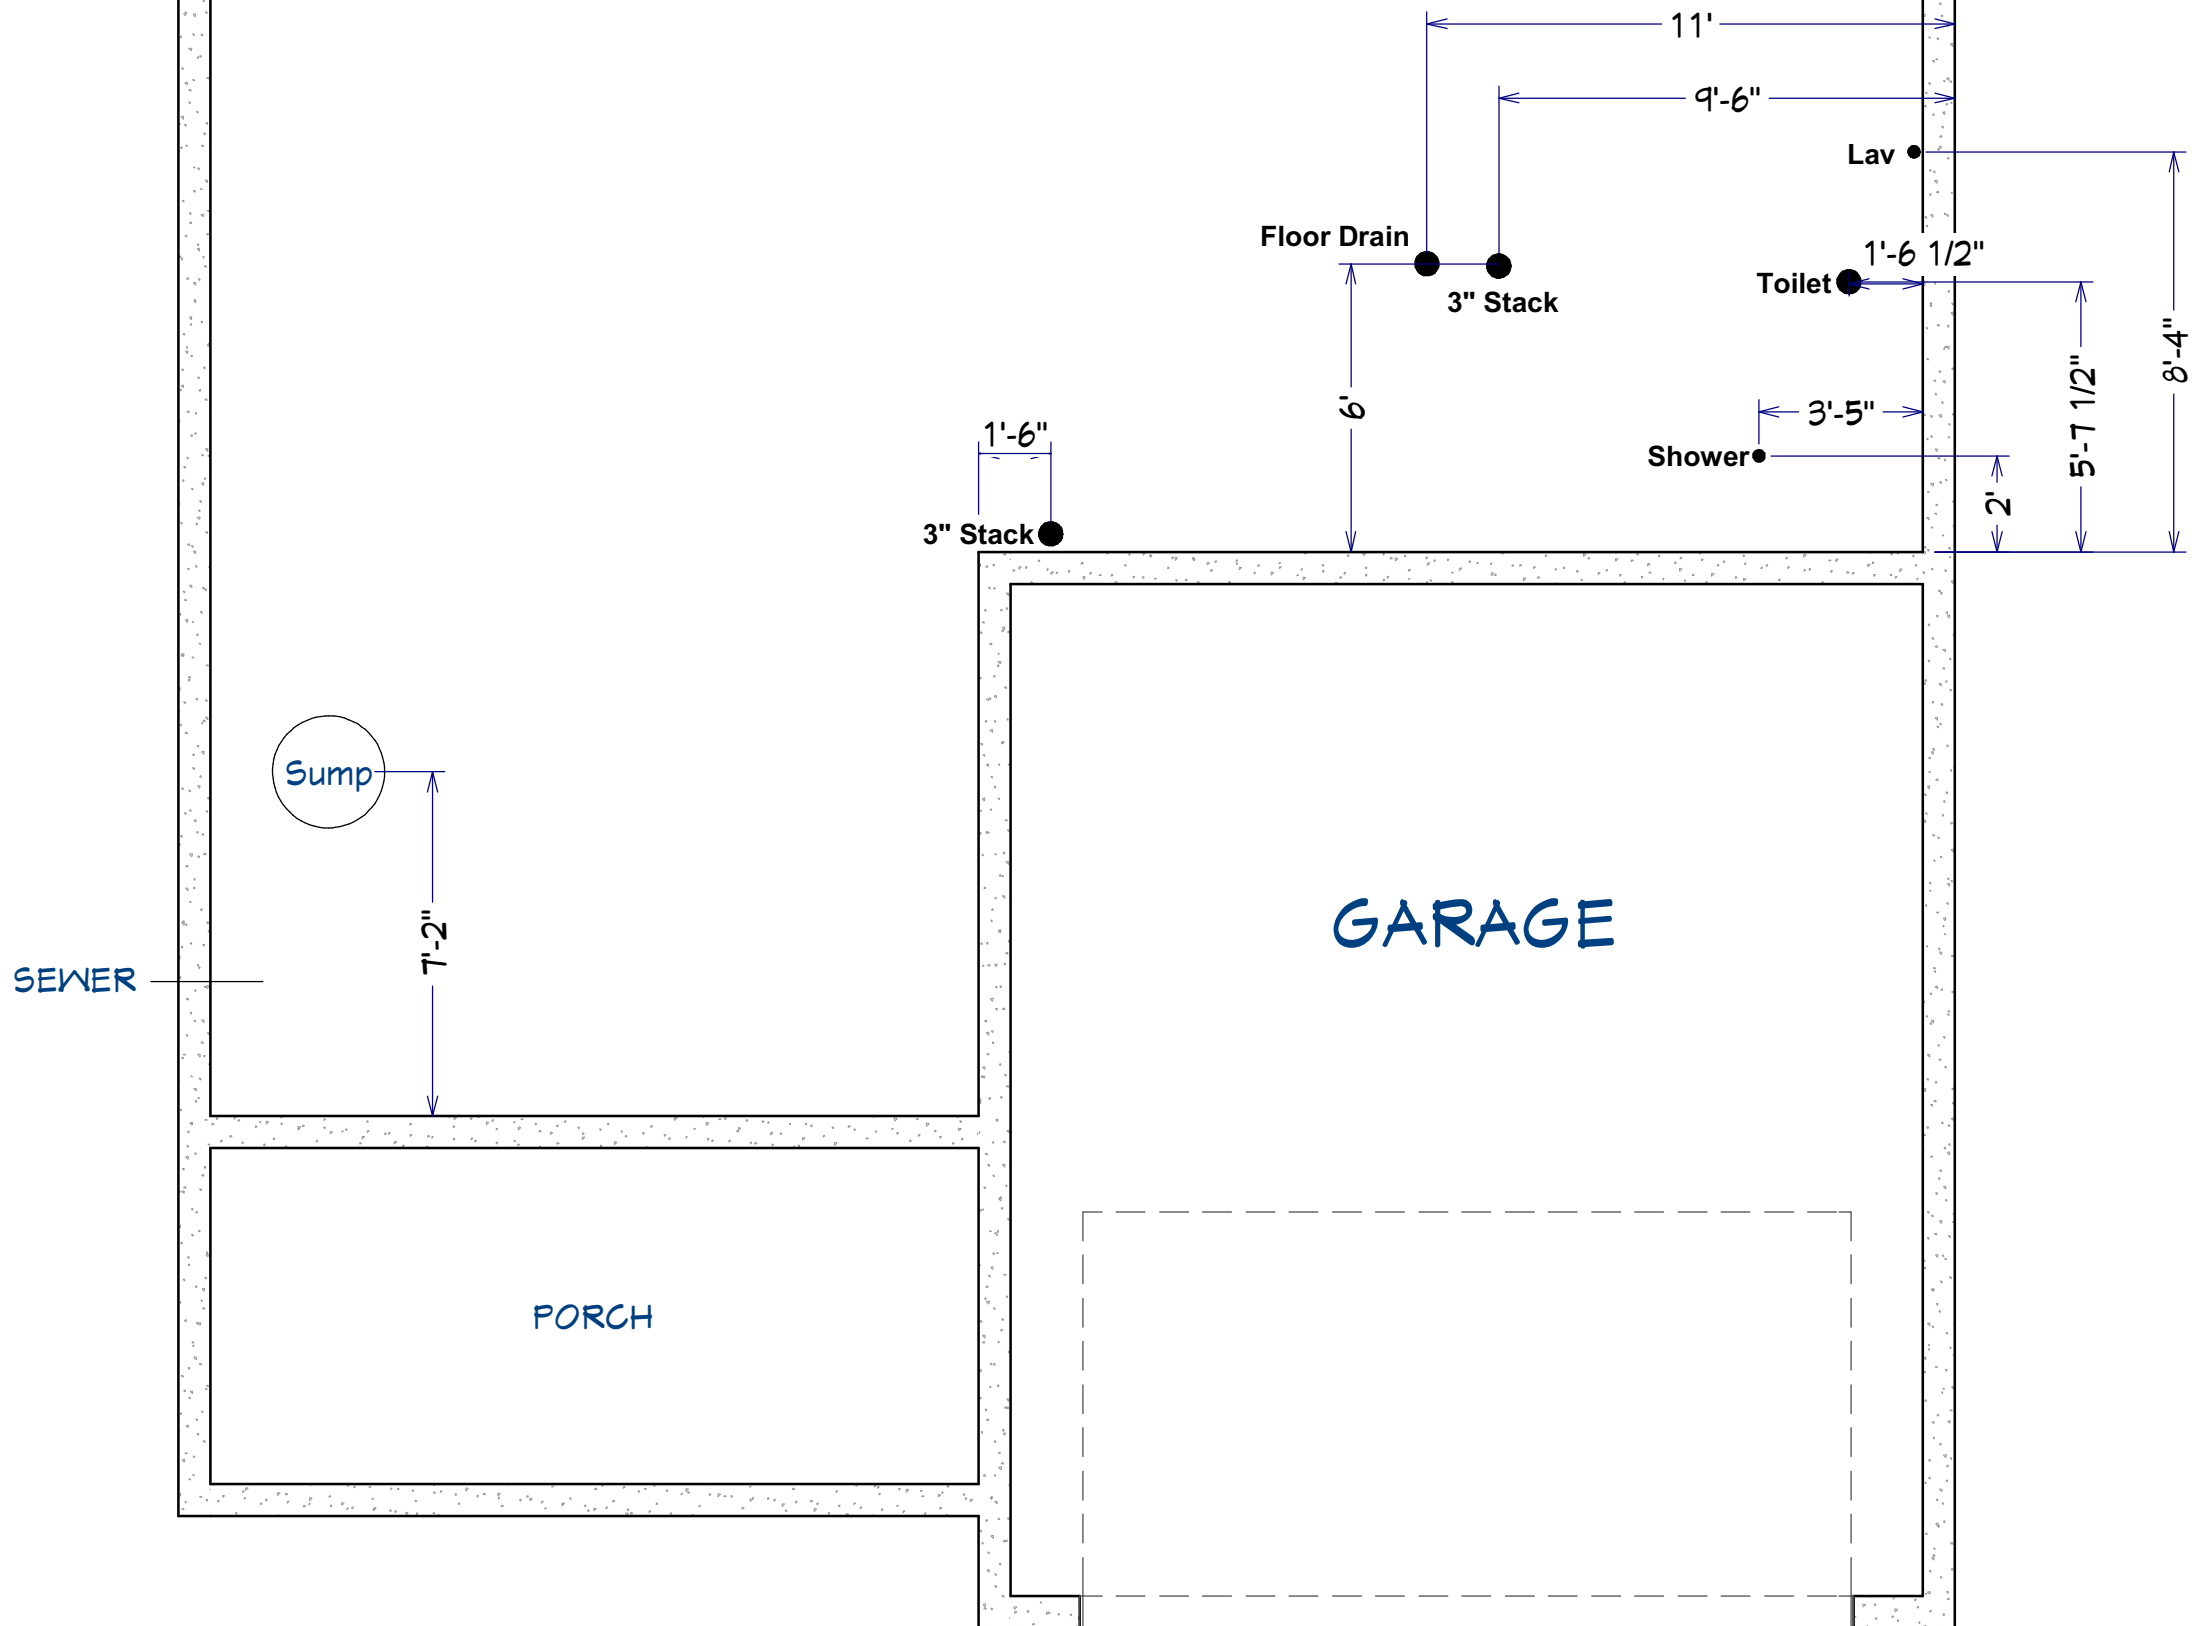 11'
9'-6"
Lav
Floor Drain
1'-6 1/2"
Toilet
3" Stack
8'-4"
5'-7 1/2"
6'
3'-5"
1'-6"
Shower
2'
3" Stack
Sump
GARAGE
7'-2"
SEWER
PORCH